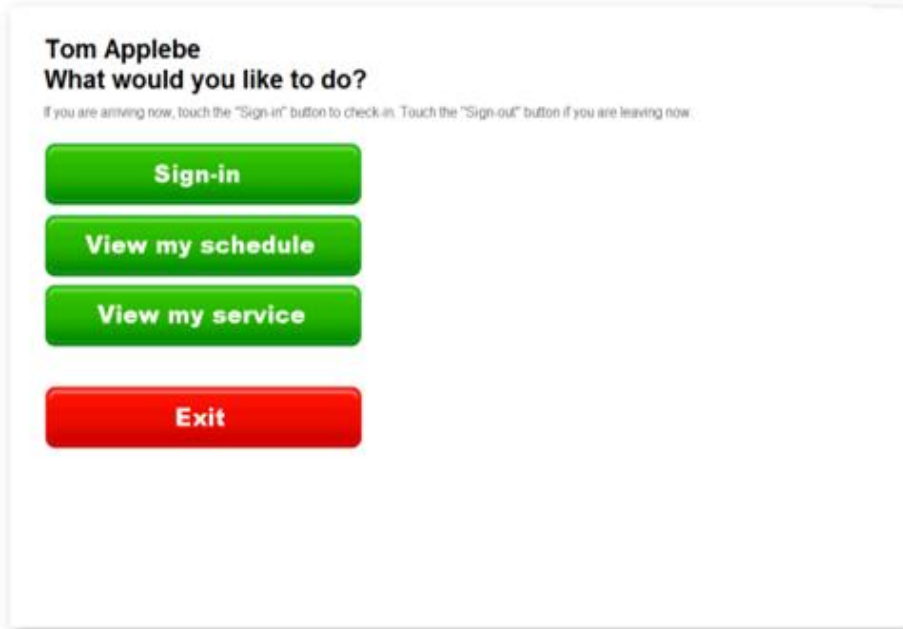 Tom Applebe
What would you like to do?
If you are arriving now, touch the "Sign-in" button to check-in. Touch the "Sign-out" button if you are leaving now.
Sign-in
View my schedule
View my service
Exit